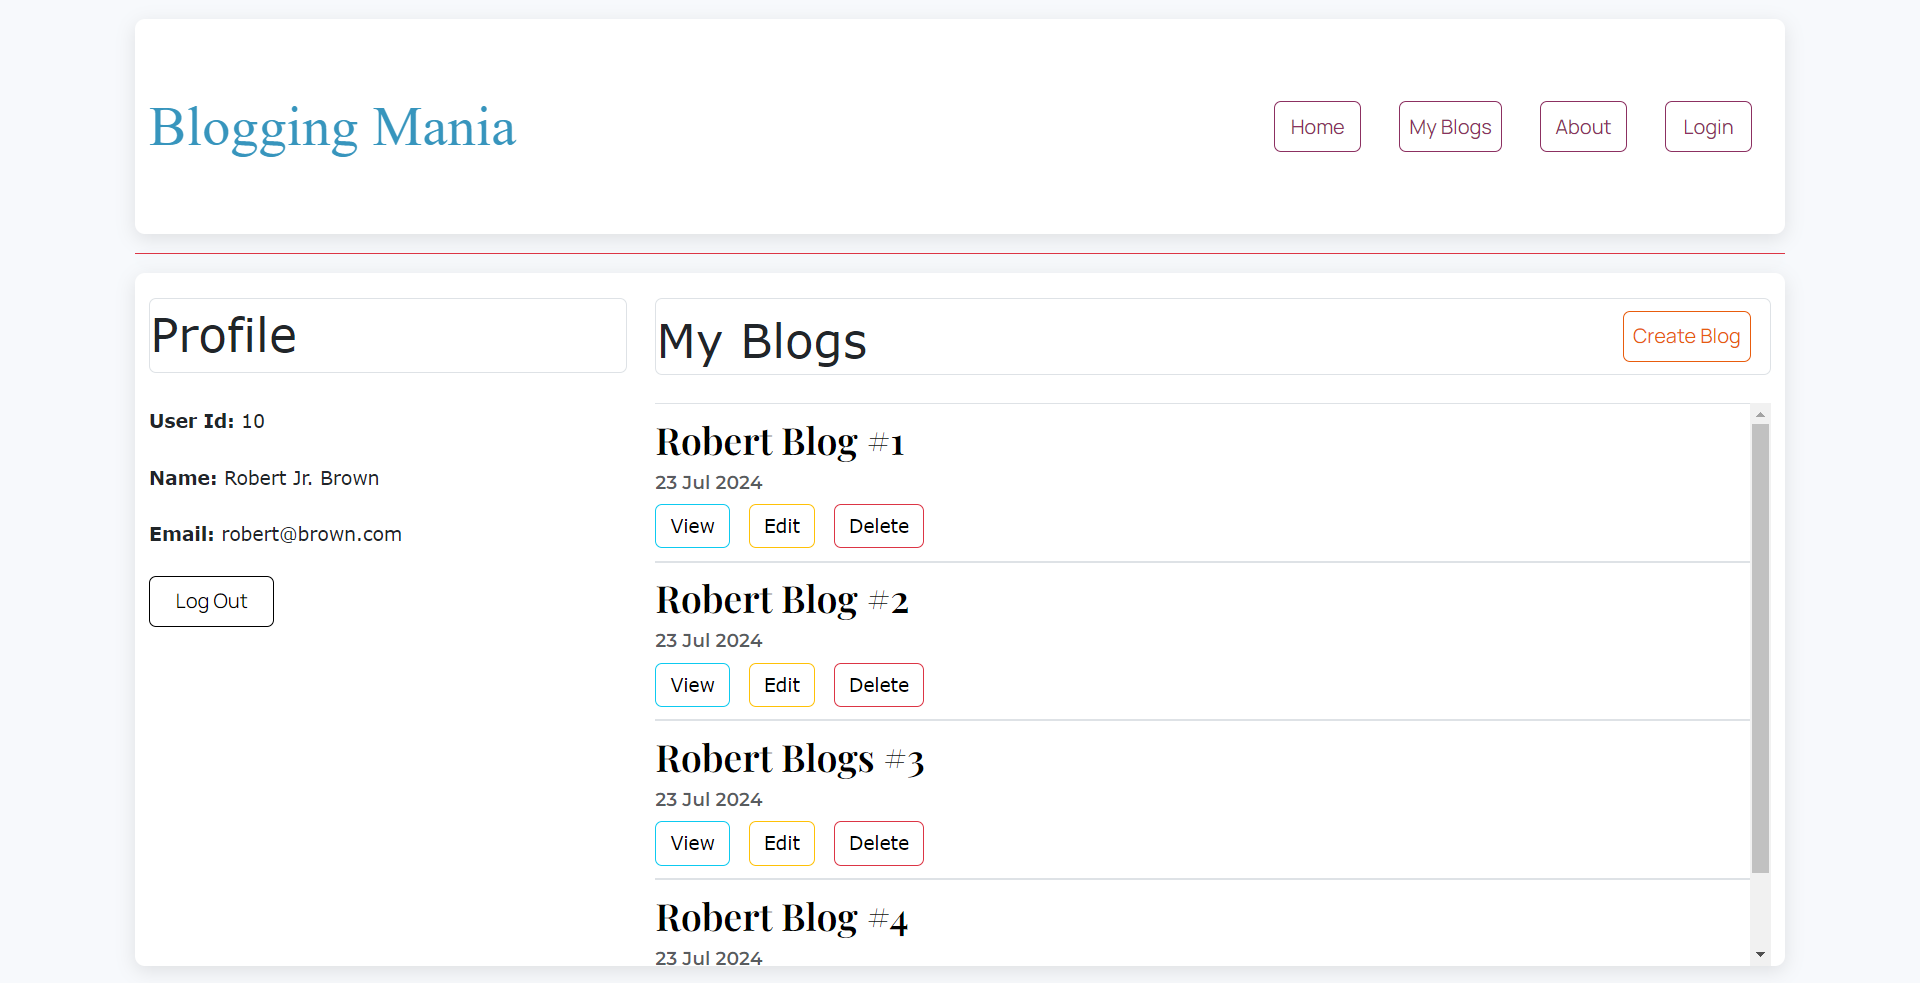 Blogging Mania
Home
My Blogs
About
Login
Profile
User Id: 10
Name: Robert Jr. Brown
Email: robert@brown.com
Log Out
My Blogs
Create Blog
Robert Blog #1
23 Jul 2024
View Edit Delete
Robert Blog #2
23 Jul 2024
View Edit Delete
Robert Blogs #3
23 Jul 2024
View Edit Delete
Robert Blog #4
23 Jul 2024